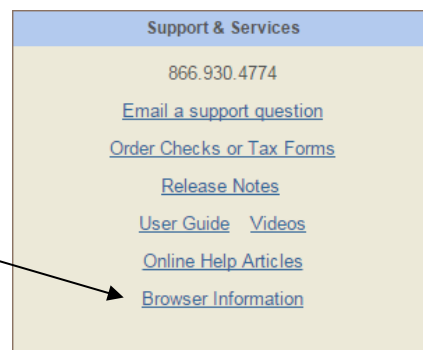 Support & Services
866.930.4774
Email a support question
Order Checks or Tax Forms
Release Notes
User Guide Videos
Online Help Articles
Browser Information